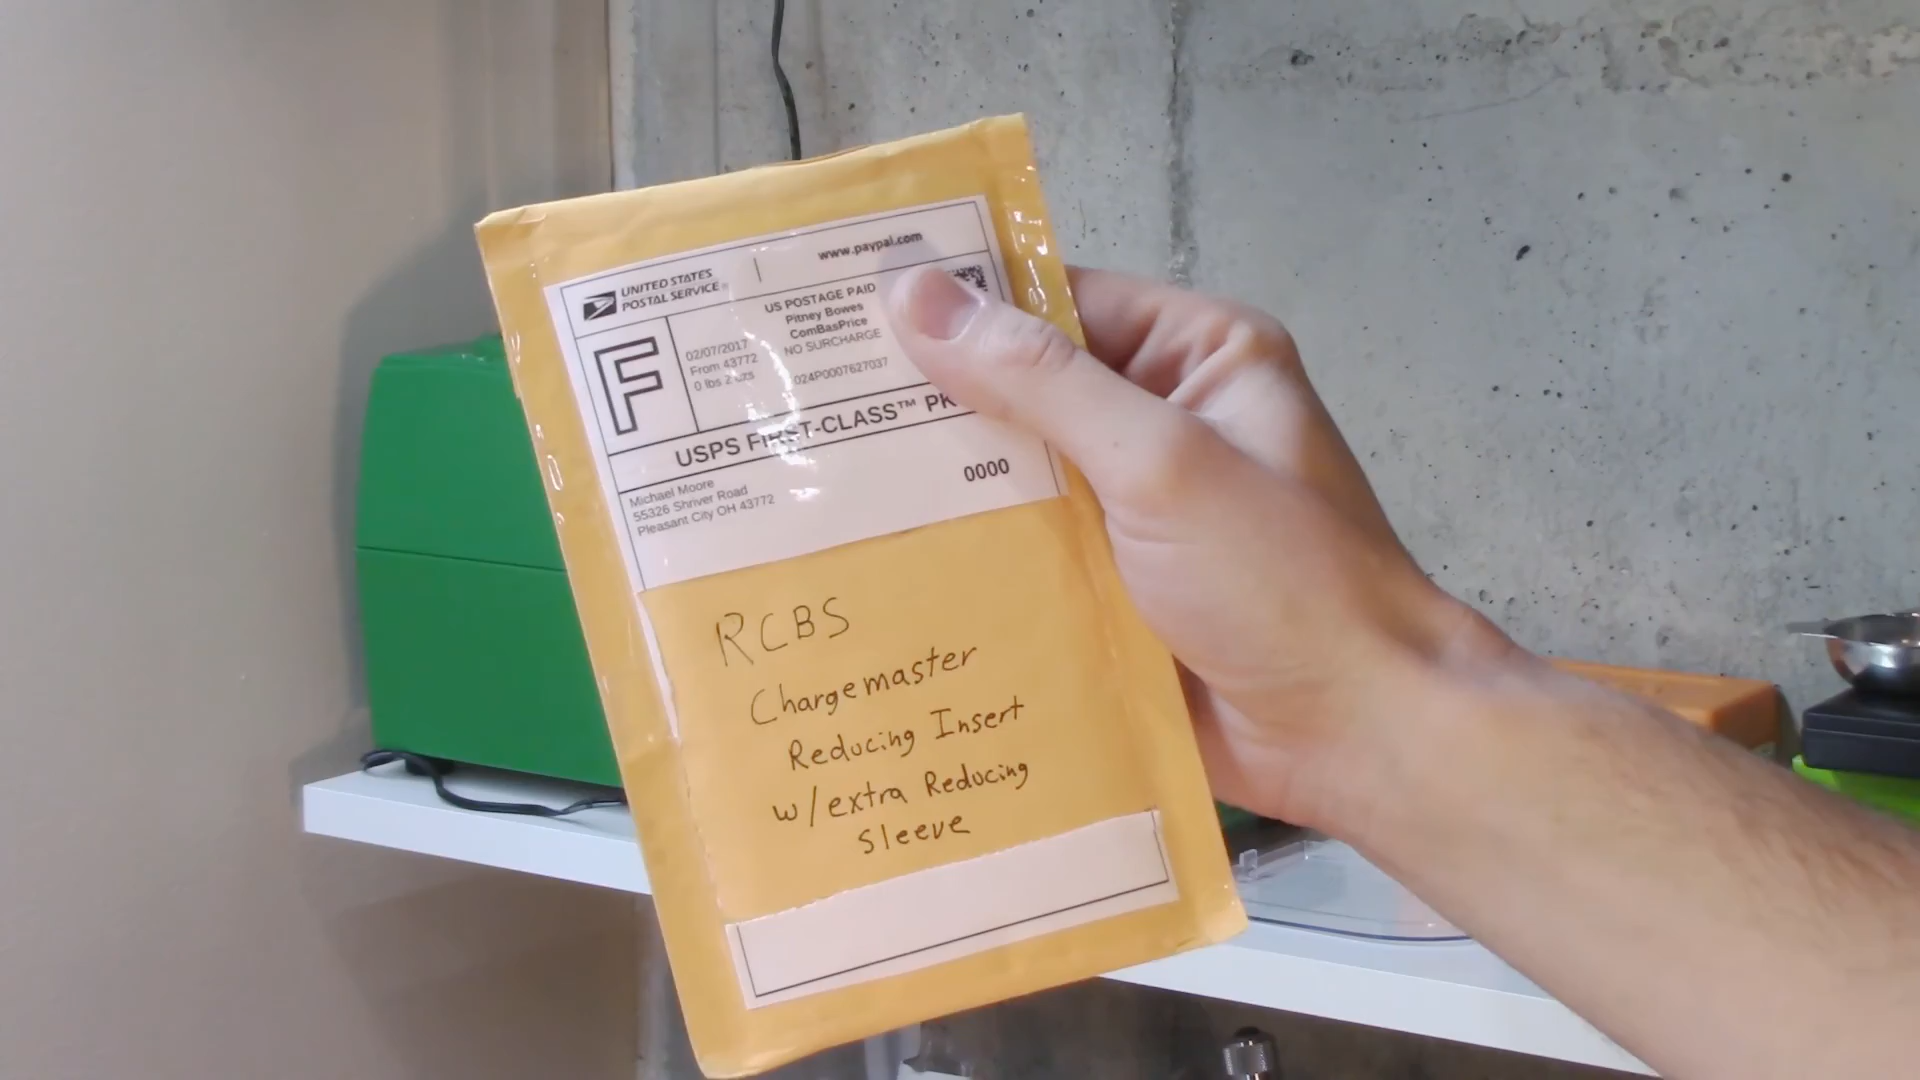 UNITED STATES
POSTAL SERVICE
www.paypal.com
F
02/07/2017
From 43772
0 lbs 2 ozs
US POSTAGE PAID
Pitney Bowes
ComBasPrice
NO SURCHARGE
024P0007627037
USPS FIRST-CLASS™ PK
Michael Moore
55326 Shriver Road
Pleasant City OH 43772
0000
RCBS
Chargemaster
Reducing Insert
w/extra Reducing
Sleeve